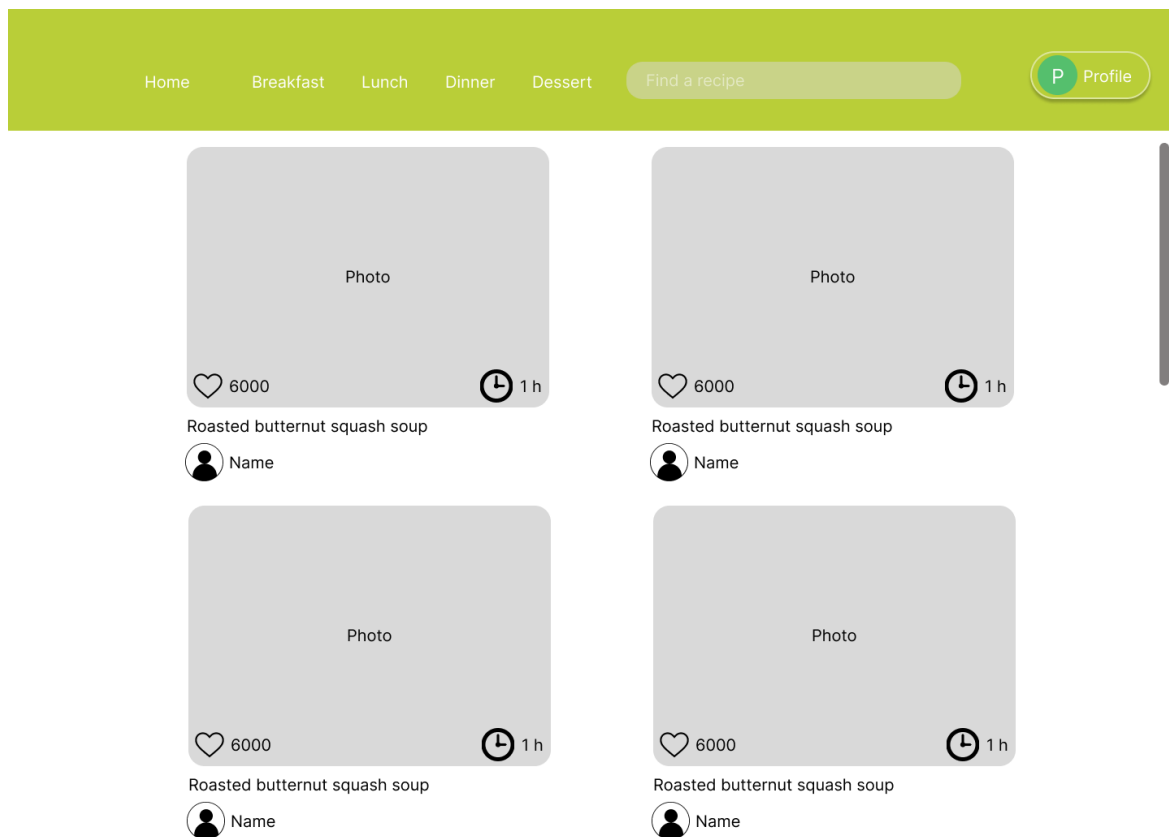 Home Breakfast Lunch Dinner Dessert Find a recipe P Profile
Photo Photo
6000 1 h 6000 1 h
Roasted butternut squash soup Roasted butternut squash soup
Name Name
Photo Photo
6000 1 h 6000 1 h
Roasted butternut squash soup Roasted butternut squash soup
Name Name